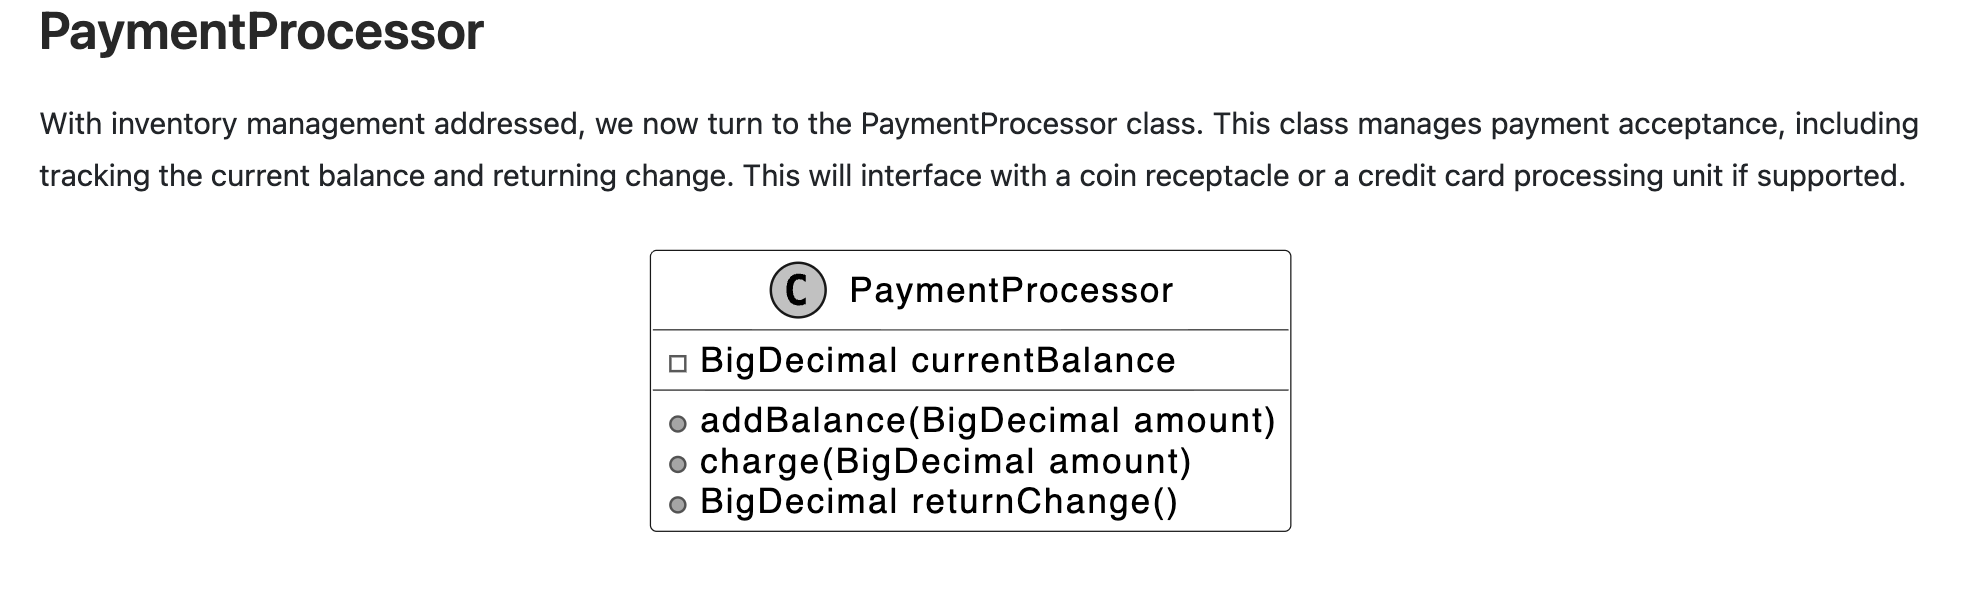 PaymentProcessor
With inventory management addressed, we now turn to the PaymentProcessor class. This class manages payment acceptance, including
tracking the current balance and returning change. This will interface with a coin receptacle or a credit card processing unit if supported.
C PaymentProcessor
BigDecimal currentBalance
addBalance(BigDecimal amount)
charge(BigDecimal amount)
BigDecimal returnChange()